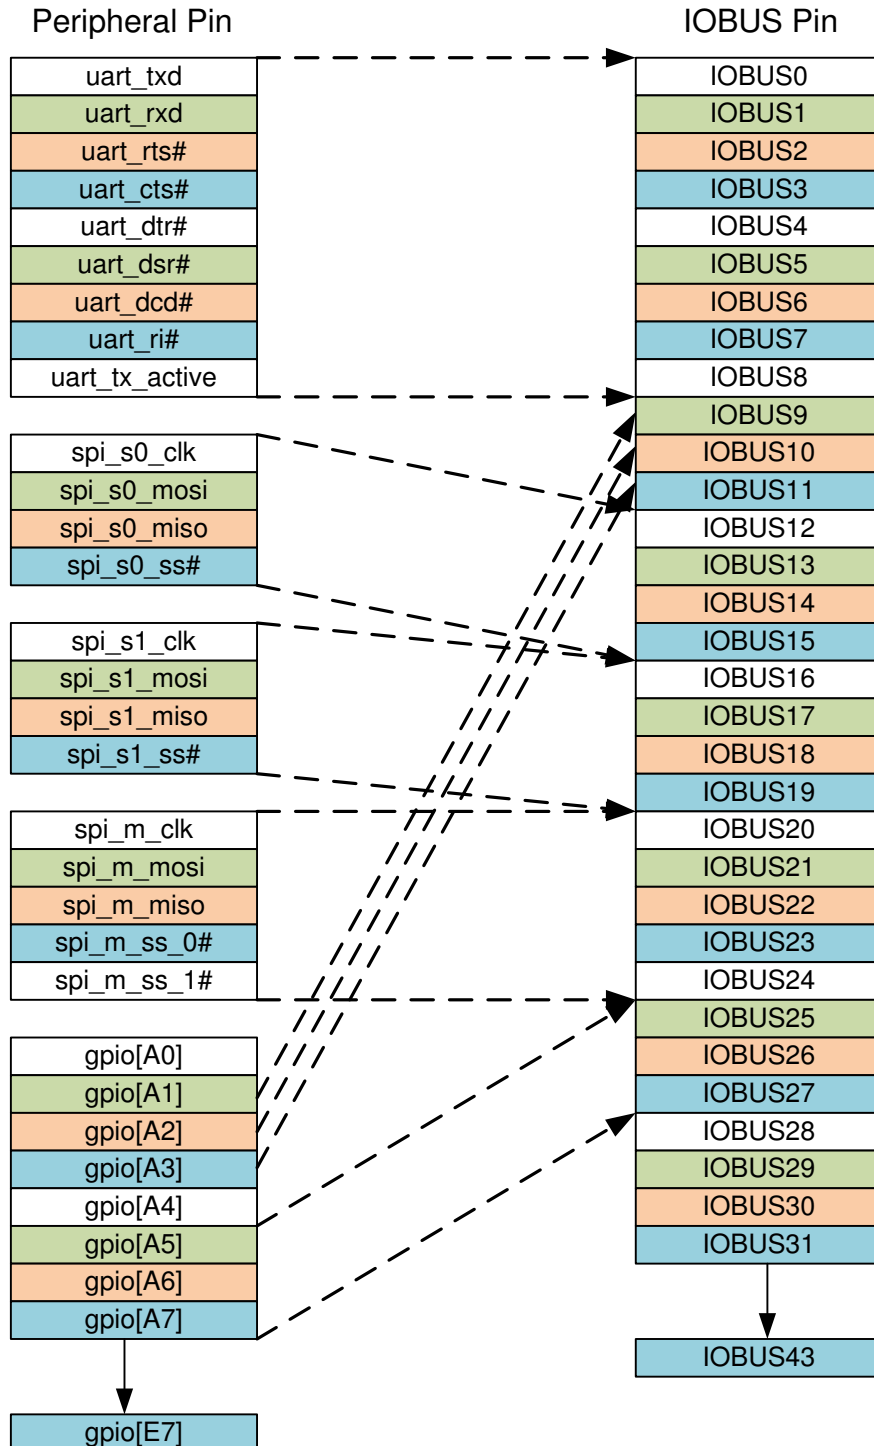 Peripheral Pin
uart_txd
uart_rxd
uart_rts#
uart_cts#
uart_dtr#
uart_dsr#
uart_dcd#
uart_ri#
uart_tx_active
spi_s0_clk
spi_s0_mosi
spi_s0_miso
spi_s0_ss#
spi_s1_clk
spi_s1_mosi
spi_s1_miso
spi_s1_ss#
spi_m_clk
spi_m_mosi
spi_m_miso
spi_m_ss_0#
spi_m_ss_1#
gpio[A0]
gpio[A1]
gpio[A2]
gpio[A3]
gpio[A4]
gpio[A5]
gpio[A6]
gpio[A7]
gpio[E7]
IOBUS Pin
IOBUS0
IOBUS1
IOBUS2
IOBUS3
IOBUS4
IOBUS5
IOBUS6
IOBUS7
IOBUS8
IOBUS9
IOBUS10
IOBUS11
IOBUS12
IOBUS13
IOBUS14
IOBUS15
IOBUS16
IOBUS17
IOBUS18
IOBUS19
IOBUS20
IOBUS21
IOBUS22
IOBUS23
IOBUS24
IOBUS25
IOBUS26
IOBUS27
IOBUS28
IOBUS29
IOBUS30
IOBUS31
IOBUS43